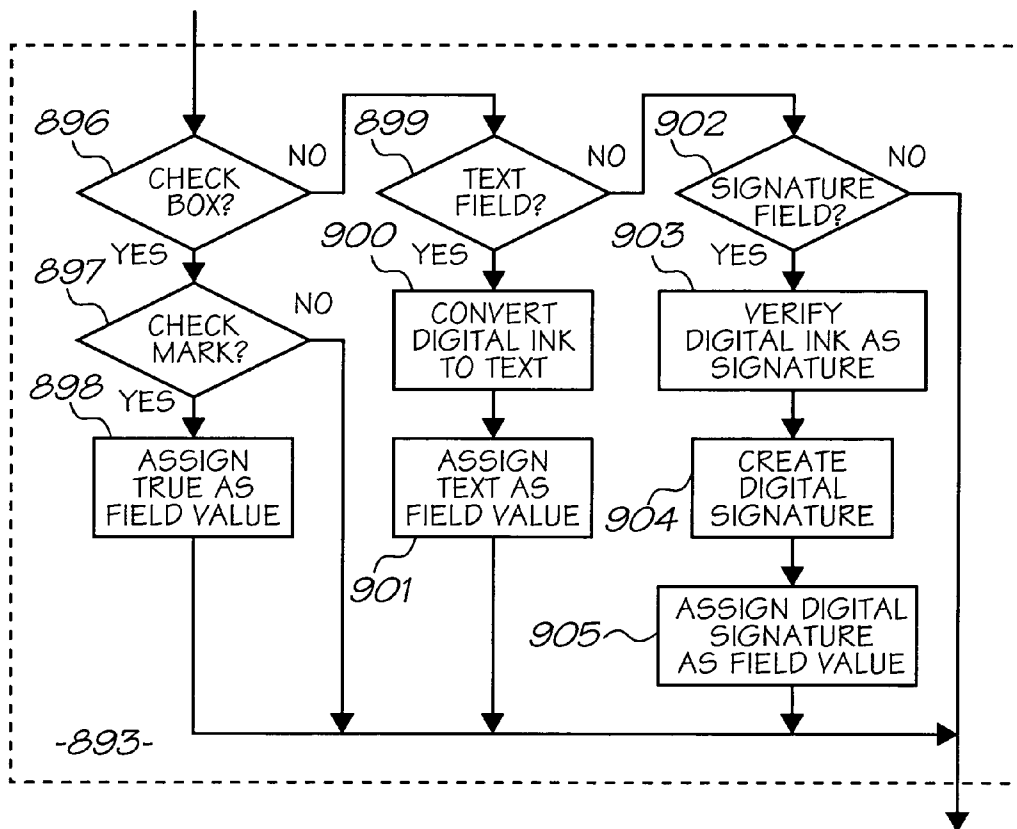 896
CHECK
BOX?
NO
YES
897
CHECK
MARK?
NO
YES
898
ASSIGN
TRUE AS
FIELD VALUE
899
TEXT
FIELD?
NO
YES
900
CONVERT
DIGITAL INK
TO TEXT
ASSIGN
TEXT AS
FIELD VALUE
901
902
SIGNATURE
FIELD?
NO
YES
903
VERIFY
DIGITAL INK AS
SIGNATURE
CREATE
DIGITAL
SIGNATURE
904
ASSIGN DIGITAL
SIGNATURE
AS FIELD VALUE
905
-893-